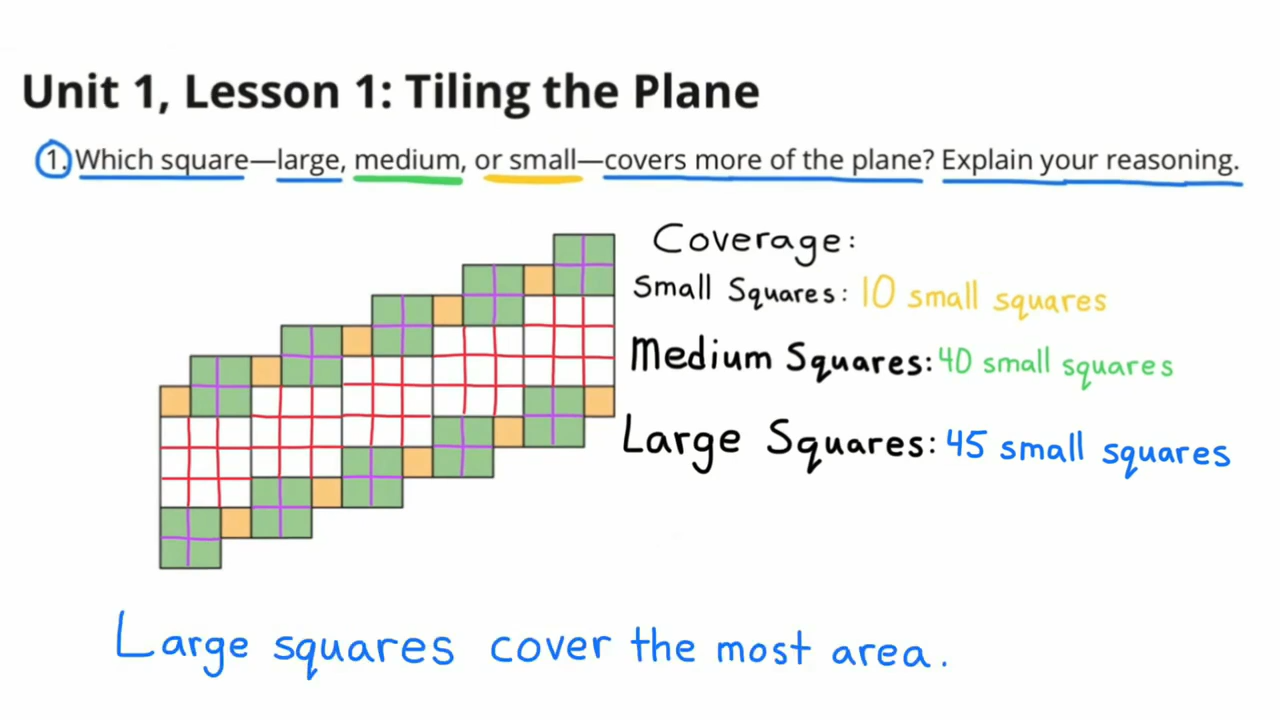 Unit 1, Lesson 1: Tiling the Plane
1. Which square—large, medium, or small—covers more of the plane? Explain your reasoning.
Coverage:
Small Squares: 10 small squares
Medium Squares: 40 small squares
Large Squares: 45 small squares
Large squares cover the most area.